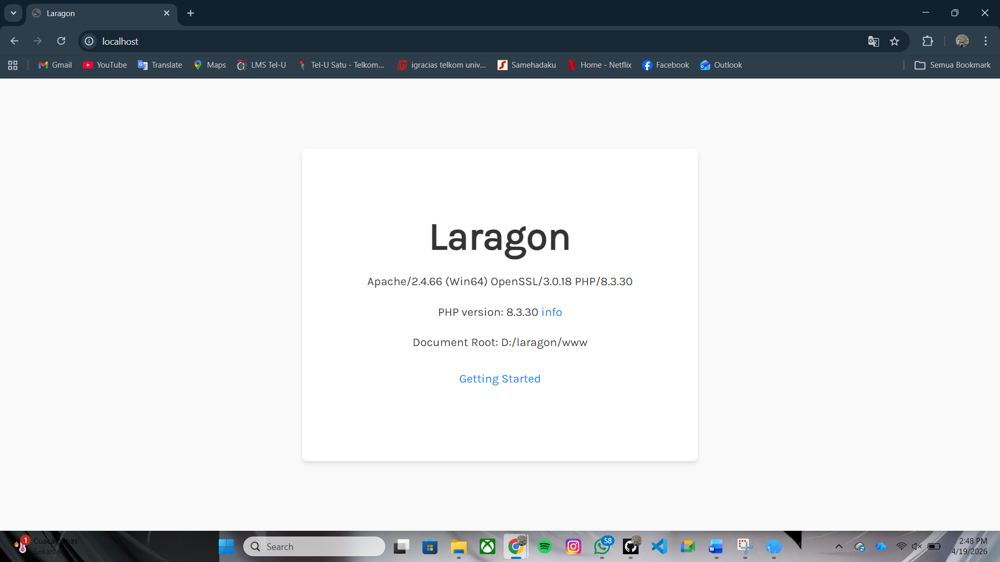 Laragon
localhost
Gmail
YouTube
Translate
Maps
LMS Tel-U
Tel-U Satu - Telkom...
igracias telkom univ...
Samehadaku
Home - Netflix
Facebook
Outlook
Semua Bookmark
Laragon
Apache/2.4.66 (Win64) OpenSSL/3.0.18 PHP/8.3.30
PHP version: 8.3.30 info
Document Root: D:/laragon/www
Getting Started
1
Cuaca panas
Sekarang
Search
58
2:48 PM
4/19/2026